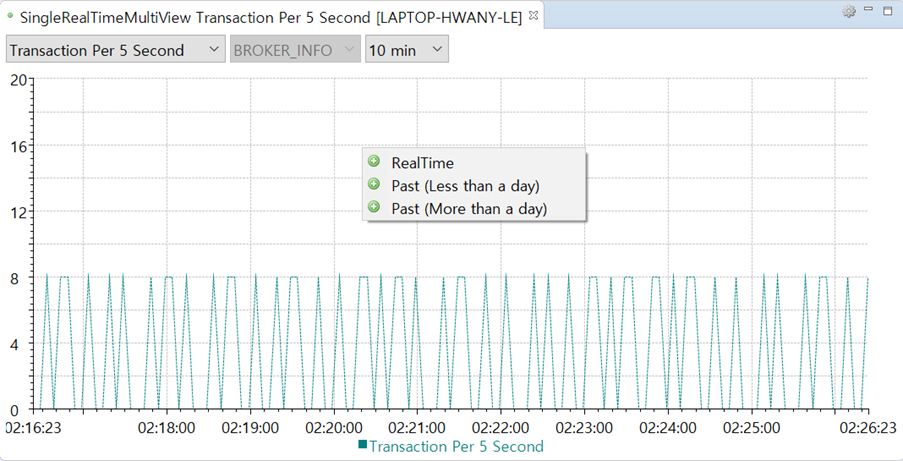 SingleRealTimeMultiView Transaction Per 5 Second [LAPTOP-HWANY-LE]
Transaction Per 5 Second BROKER_INFO 10 min
20
16
RealTime
Past (Less than a day)
Past (More than a day)
12
8
4
0
02:16:23 02:18:00 02:19:00 02:20:00 02:21:00 02:22:00 02:23:00 02:24:00 02:25:00 02:26:23
Transaction Per 5 Second